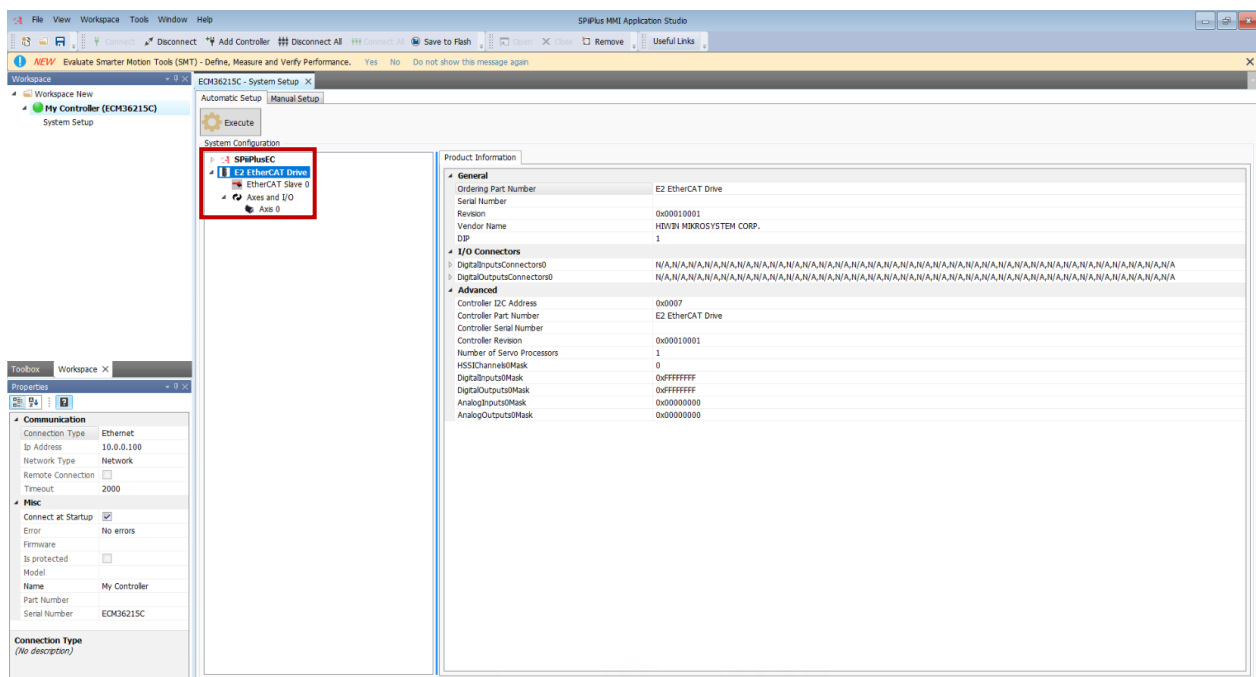 File View Workspace Tools Window Help
SPiiPlus MMI Application Studio
Connect Disconnect Add Controller Disconnect All Connect All Save to Flash Open Close Remove Useful Links
NEW Evaluate Smarter Motion Tools (SMT) - Define, Measure and Verify Performance. Yes No Do not show this message again
Workspace
Workspace New
My Controller (ECM36215C)
System Setup
ECM36215C - System Setup
Automatic Setup Manual Setup
Execute
System Configuration
SPiiPlusEC
E2 EtherCAT Drive
EtherCAT Slave 0
Axes and I/O
Axis 0
Product Information
General
Ordering Part Number E2 EtherCAT Drive
Serial Number
Revision 0x00010001
Vendor Name HIWIN MIKROSYSTEM CORP.
DIP 1
I/O Connectors
DigitalInputsConnectors0 N/A,N/A,N/A,N/A,N/A,N/A,N/A,N/A,N/A,N/A,N/A,N/A,N/A,N/A,N/A,N/A,N/A,N/A,N/A,N/A,N/A,N/A,N/A,N/A,N/A,N/A,N/A,N/A,N/A,N/A,N/A,N/A
DigitalOutputsConnectors0 N/A,N/A,N/A,N/A,N/A,N/A,N/A,N/A,N/A,N/A,N/A,N/A,N/A,N/A,N/A,N/A,N/A,N/A,N/A,N/A,N/A,N/A,N/A,N/A,N/A,N/A,N/A,N/A,N/A,N/A,N/A,N/A
Advanced
Controller I2C Address 0x0007
Controller Part Number E2 EtherCAT Drive
Controller Serial Number
Controller Revision 0x00010001
Number of Servo Processors 1
HSSIChannels0Mask 0
DigitalInputs0Mask 0xFFFFFFFF
DigitalOutputs0Mask 0xFFFFFFFF
AnalogInputs0Mask 0x00000000
AnalogOutputs0Mask 0x00000000
Toolbox Workspace
Properties
Communication
Connection Type Ethernet
Ip Address 10.0.0.100
Network Type Network
Remote Connection
Timeout 2000
Misc
Connect at Startup
Error No errors
Firmware
Is protected
Model
Name My Controller
Part Number
Serial Number ECM36215C
Connection Type
(No description)